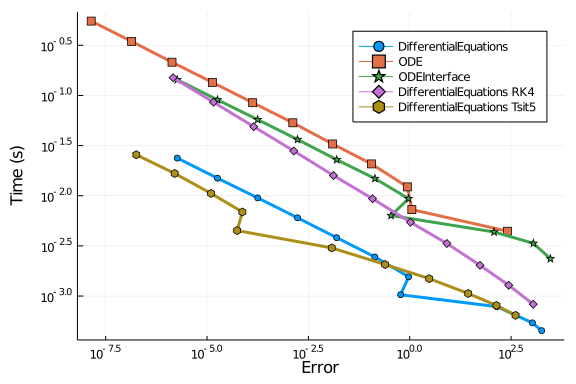 DifferentialEquations
ODE
ODEInterface
DifferentialEquations RK4
DifferentialEquations Tsit5
Time (s)
10^-0.5
10^-1.0
10^-1.5
10^-2.0
10^-2.5
10^-3.0
10^-7.5 10^-5.0 10^-2.5 10^0.0 10^2.5
Error